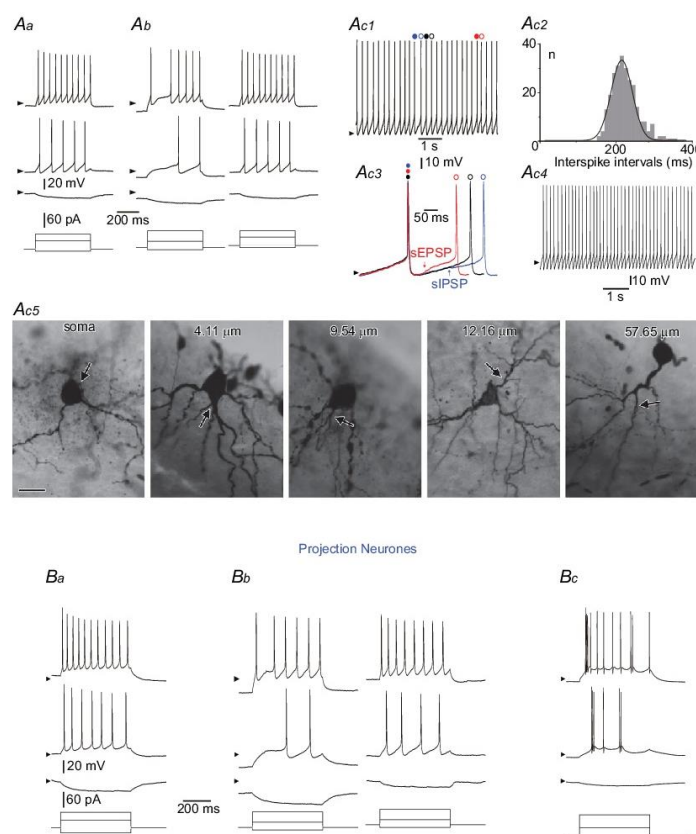 Aa
Ab
Ac1
Ac2
n
40
20
0
200
400
Interspike intervals (ms)
1 s
10 mV
Ac3
50 ms
sEPSP
sIPSP
Ac4
10 mV
1 s
20 mV
60 pA
200 ms
Ac5
soma
4.11 µm
9.54 µm
12.16 µm
57.65 µm
Projection Neurones
Ba
Bb
Bc
20 mV
60 pA
200 ms